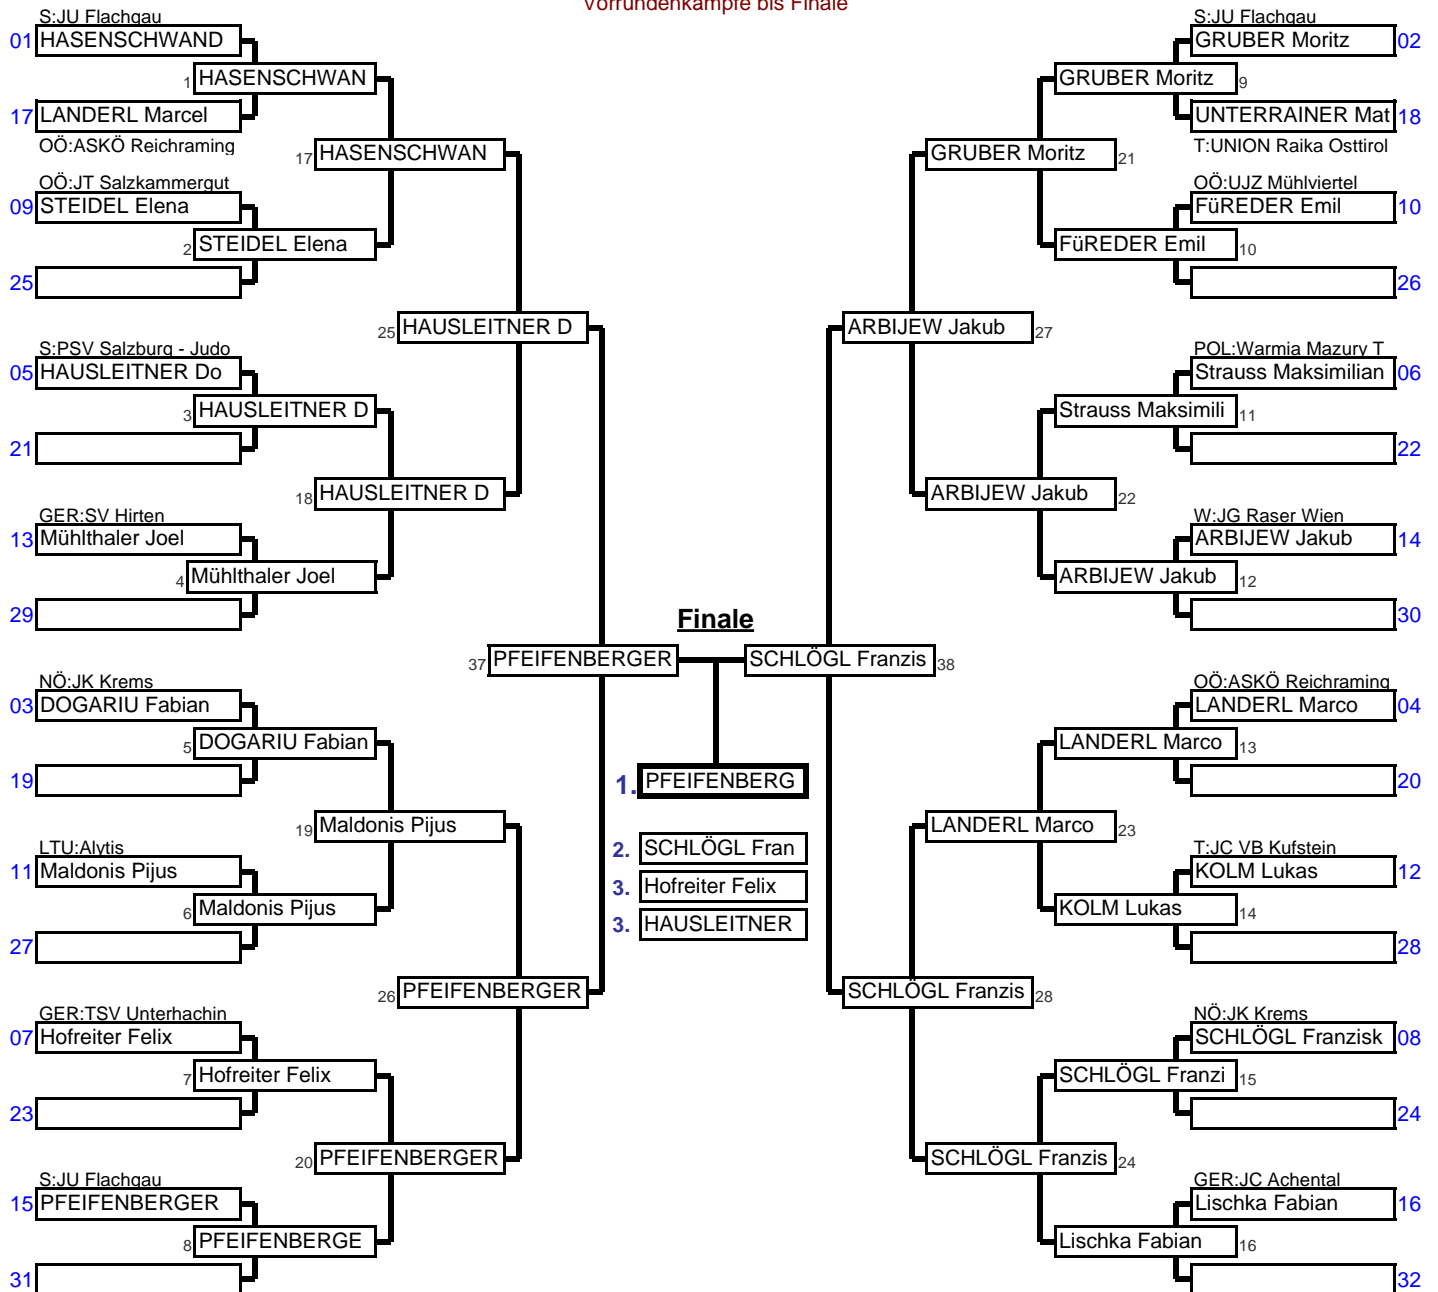 Vorrundenkämpfe bis Finale
S:JU Flachgau
01 HASENSCHWAND
1 HASENSCHWAN
17 LANDERL Marcel
OÖ:ASKÖ Reichraming
17 HASENSCHWAN
OÖ:JT Salzkammergut
09 STEIDEL Elena
2 STEIDEL Elena
25
25 HAUSLEITNER D
S:PSV Salzburg - Judo
05 HAUSLEITNER Do
3 HAUSLEITNER D
21
18 HAUSLEITNER D
GER:SV Hirten
13 Mühlthaler Joel
4 Mühlthaler Joel
29
37 PFEIFENBERGER
NÖ:JK Krems
03 DOGARIU Fabian
5 DOGARIU Fabian
19
19 Maldonis Pijus
LTU:Alytis
11 Maldonis Pijus
6 Maldonis Pijus
27
26 PFEIFENBERGER
GER:TSV Unterhachin
07 Hofreiter Felix
7 Hofreiter Felix
23
20 PFEIFENBERGER
S:JU Flachgau
15 PFEIFENBERGER
8 PFEIFENBERGE
31
Finale
1. PFEIFENBERG
2. SCHLÖGL Fran
3. Hofreiter Felix
3. HAUSLEITNER
S:JU Flachgau
GRUBER Moritz 02
GRUBER Moritz 9
UNTERRAINER Mat 18
T:UNION Raika Osttirol
GRUBER Moritz 21
OÖ:UJZ Mühlviertel
FüREDER Emil 10
FüREDER Emil 10
26
ARBIJEW Jakub 27
POL:Warmia Mazury T
Strauss Maksimilian 06
Strauss Maksimili 11
22
ARBIJEW Jakub 22
W:JG Raser Wien
ARBIJEW Jakub 14
ARBIJEW Jakub 12
30
SCHLÖGL Franzis 38
OÖ:ASKÖ Reichraming
LANDERL Marco 04
LANDERL Marco 13
20
LANDERL Marco 23
T:JC VB Kufstein
KOLM Lukas 12
KOLM Lukas 14
28
SCHLÖGL Franzis 28
NÖ:JK Krems
SCHLÖGL Franzisk 08
SCHLÖGL Franzi 15
24
SCHLÖGL Franzis 24
GER:JC Achental
Lischka Fabian 16
Lischka Fabian 16
32